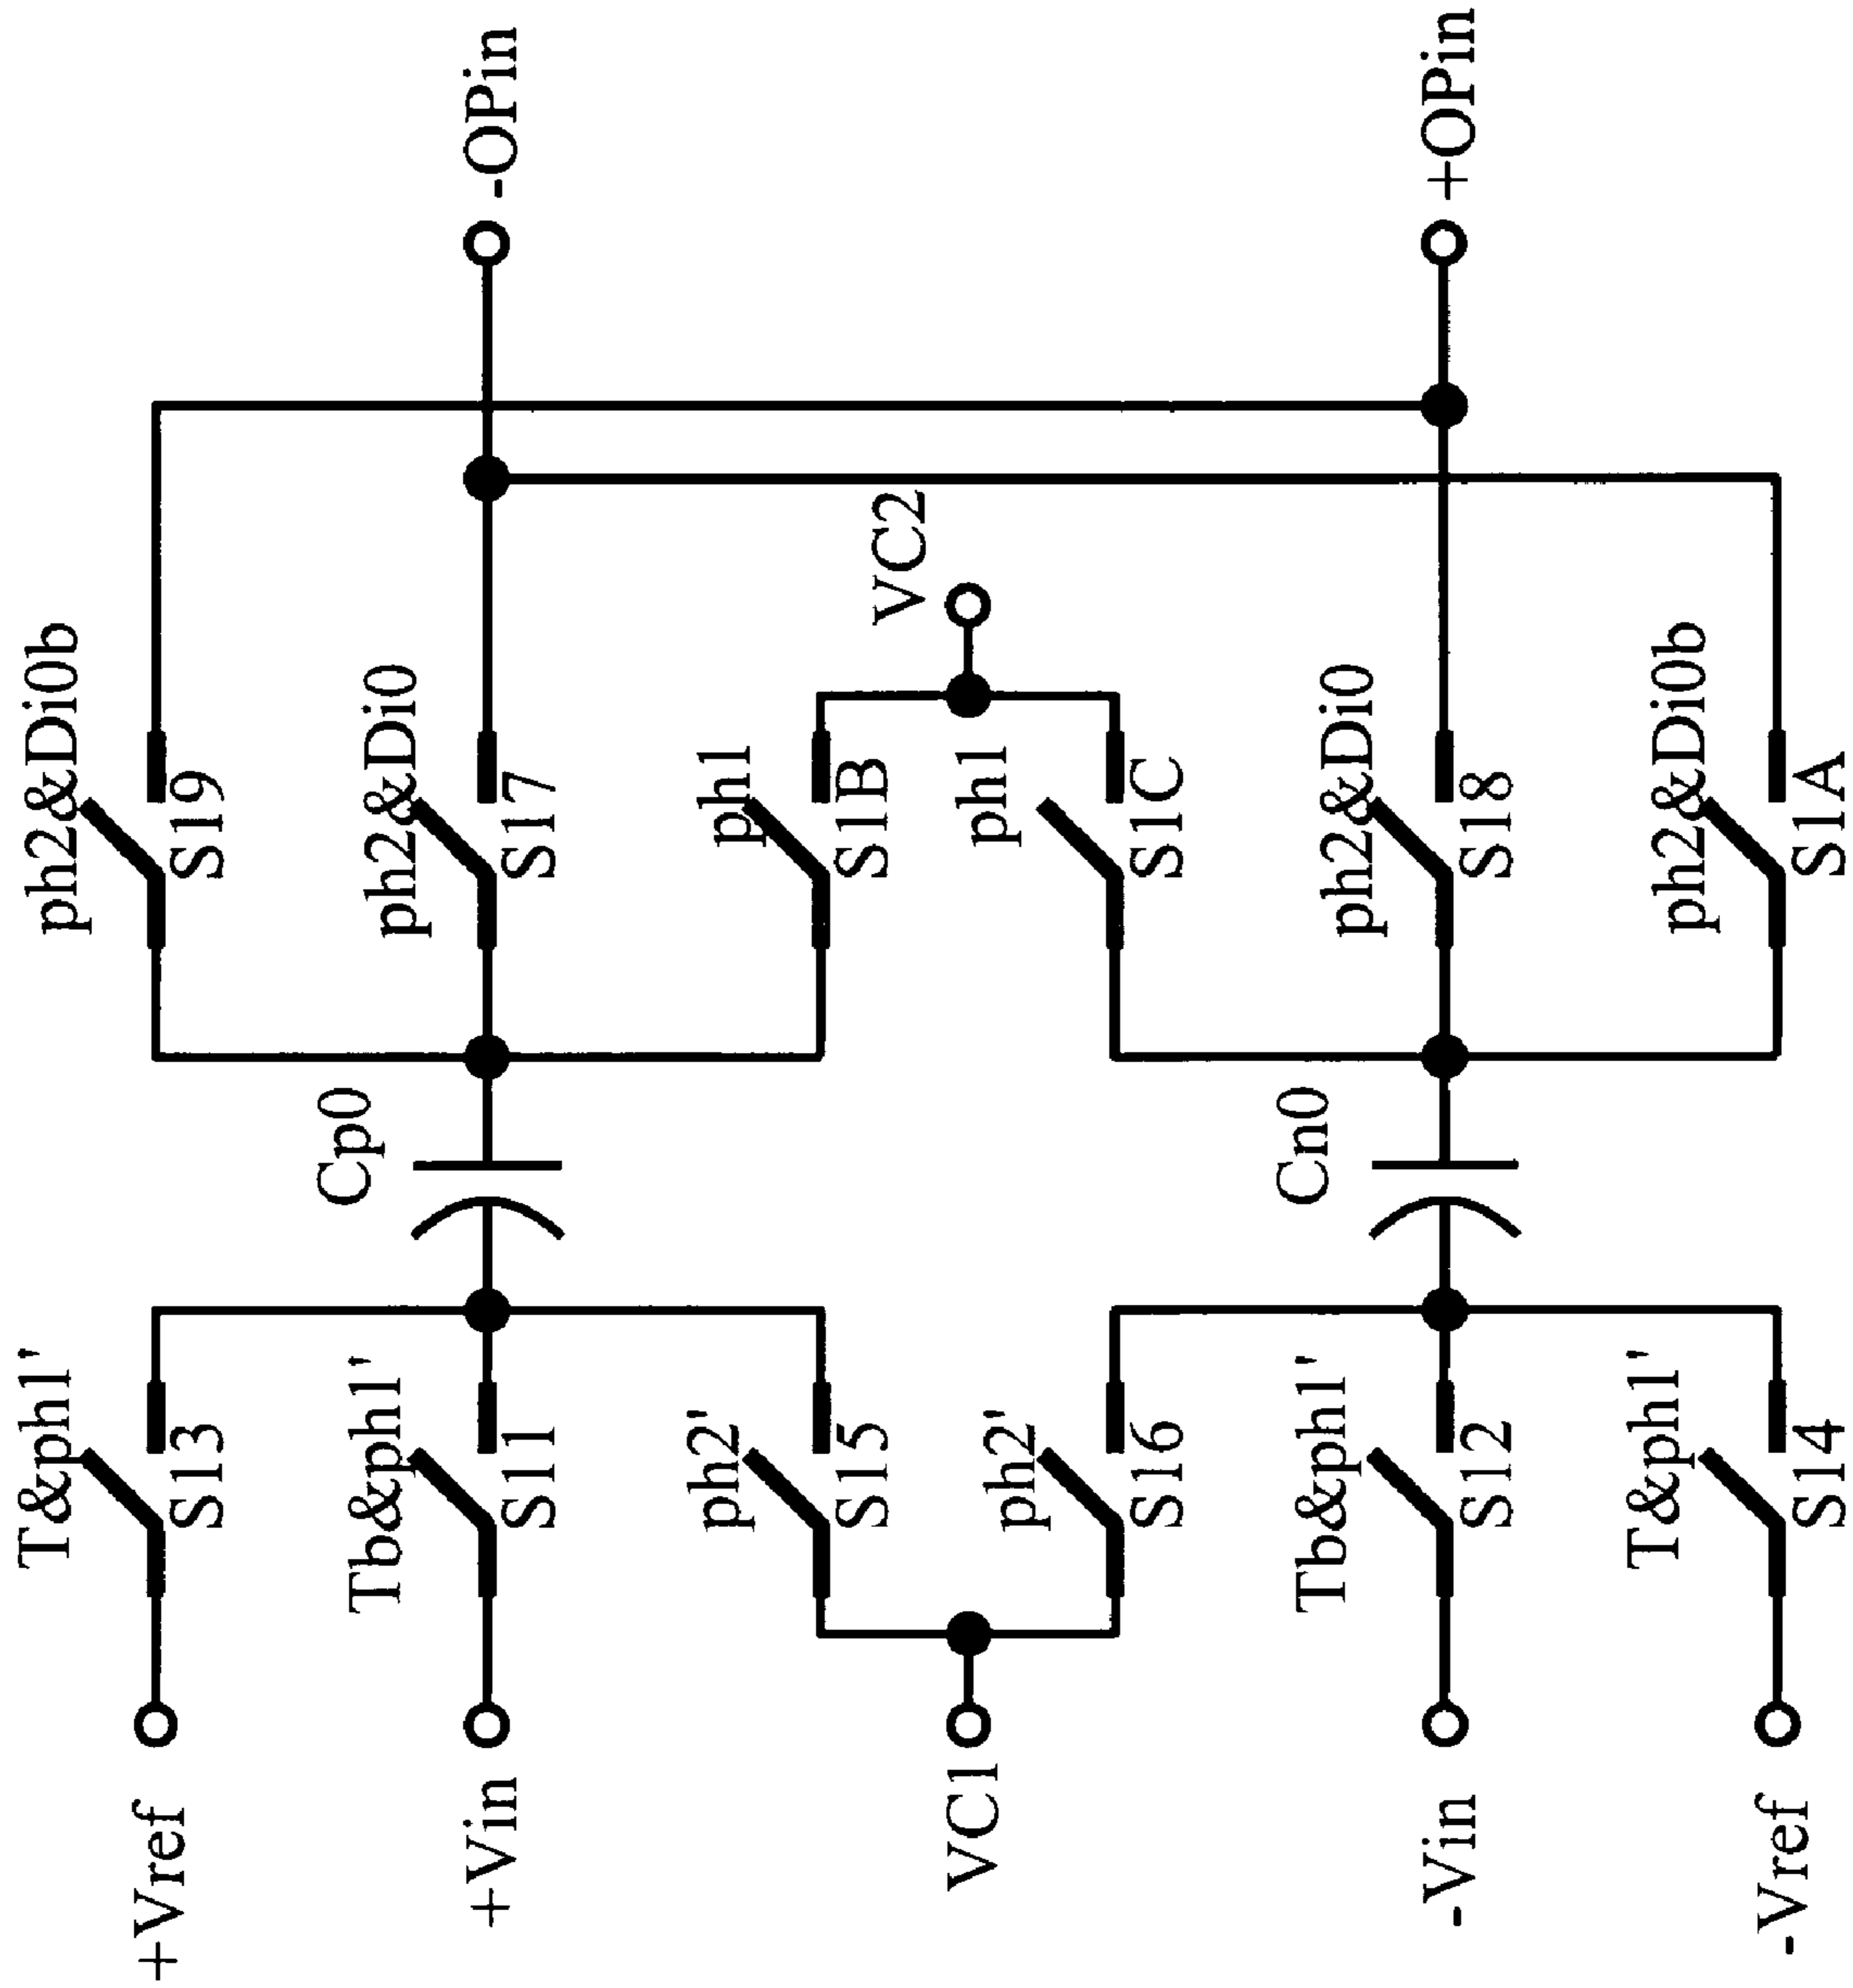 +Vref
+Vin
VC1
-Vin
-Vref
T&ph1'
S13
Tb&ph1'
S11
ph2'
S15
ph2'
S16
Tb&ph1'
S12
T&ph1'
S14
Cp0
Cn0
ph2&Di0b
S19
ph2&Di0
S17
ph1
S1B
ph1
S1C
ph2&Di0
S18
ph2&Di0b
S1A
VC2
-OPin
+OPin